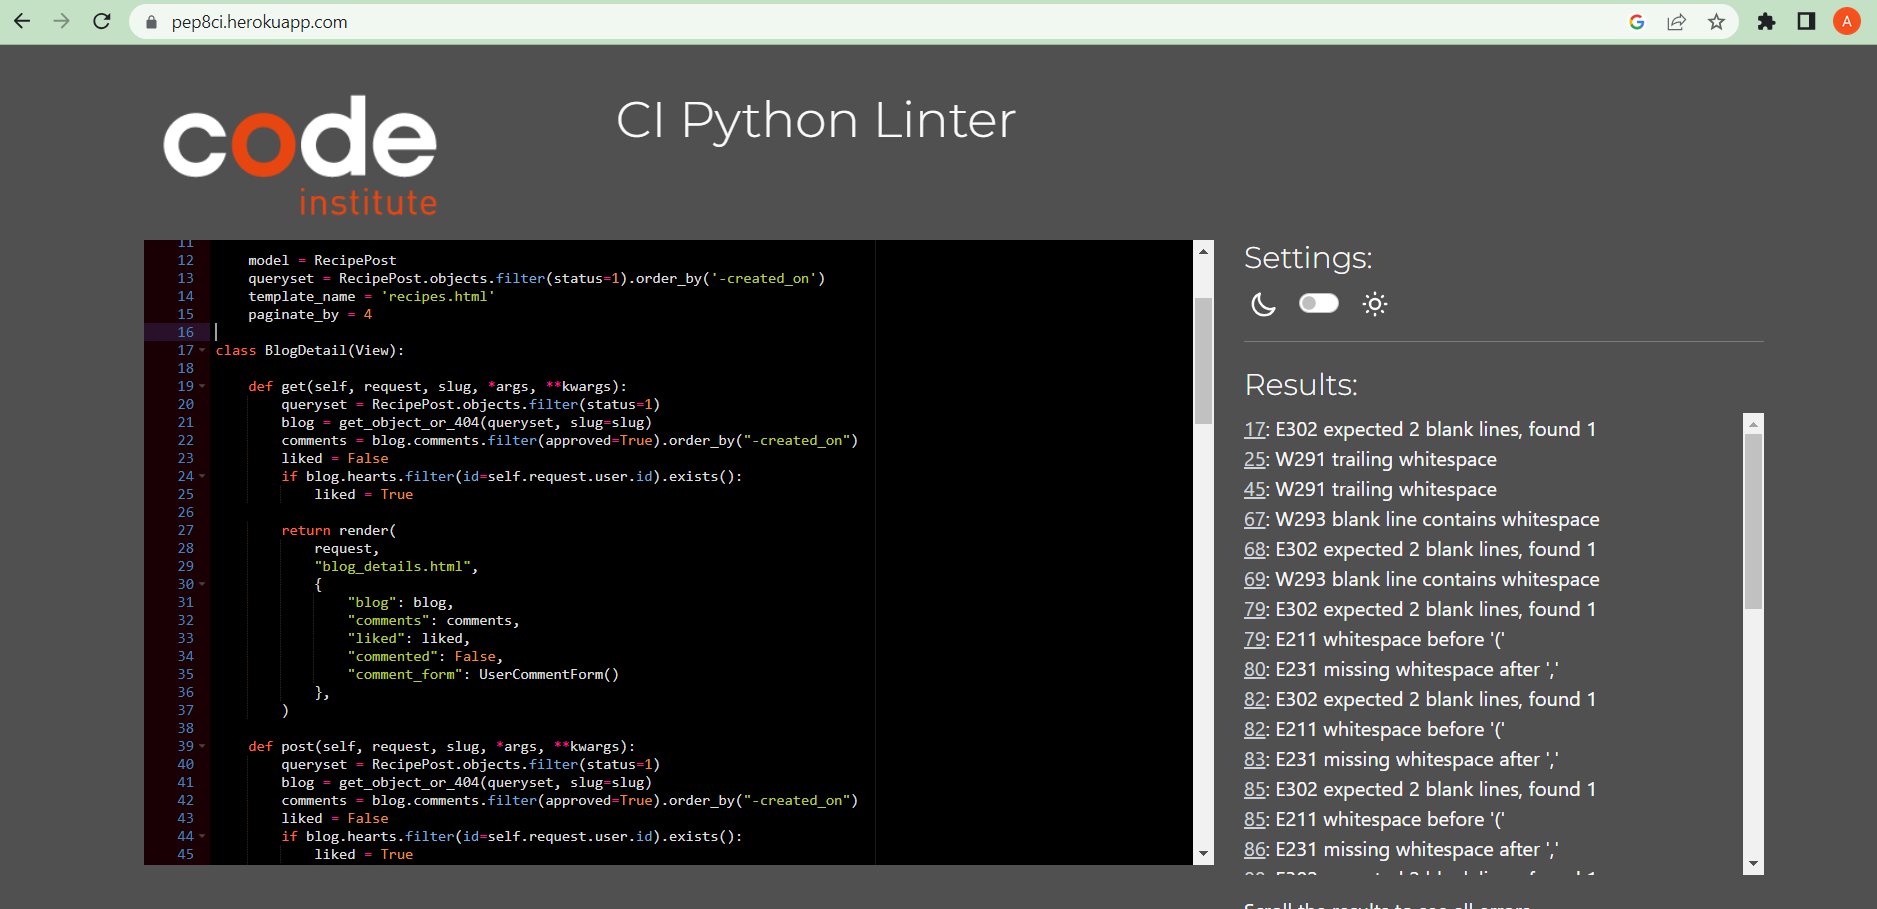 pep8ci.herokuapp.com
A
code
institute
CI Python Linter
11
12 model = RecipePost
13 queryset = RecipePost.objects.filter(status=1).order_by('-created_on')
14 template_name = 'recipes.html'
15 paginate_by = 4
16
17 class BlogDetail(View):
18
19 def get(self, request, slug, *args, **kwargs):
20 queryset = RecipePost.objects.filter(status=1)
21 blog = get_object_or_404(queryset, slug=slug)
22 comments = blog.comments.filter(approved=True).order_by("-created_on")
23 liked = False
24 if blog.hearts.filter(id=self.request.user.id).exists():
25 liked = True
26
27 return render(
28 request,
29 "blog_details.html",
30 {
31 "blog": blog,
32 "comments": comments,
33 "liked": liked,
34 "commented": False,
35 "comment_form": UserCommentForm()
36 },
37 )
38
39 def post(self, request, slug, *args, **kwargs):
40 queryset = RecipePost.objects.filter(status=1)
41 blog = get_object_or_404(queryset, slug=slug)
42 comments = blog.comments.filter(approved=True).order_by("-created_on")
43 liked = False
44 if blog.hearts.filter(id=self.request.user.id).exists():
45 liked = True
Settings:
Results:
17: E302 expected 2 blank lines, found 1
25: W291 trailing whitespace
45: W291 trailing whitespace
67: W293 blank line contains whitespace
68: E302 expected 2 blank lines, found 1
69: W293 blank line contains whitespace
79: E302 expected 2 blank lines, found 1
79: E211 whitespace before '('
80: E231 missing whitespace after ','
82: E302 expected 2 blank lines, found 1
82: E211 whitespace before '('
83: E231 missing whitespace after ','
85: E302 expected 2 blank lines, found 1
85: E211 whitespace before '('
86: E231 missing whitespace after ','
Scroll the results to see all errors